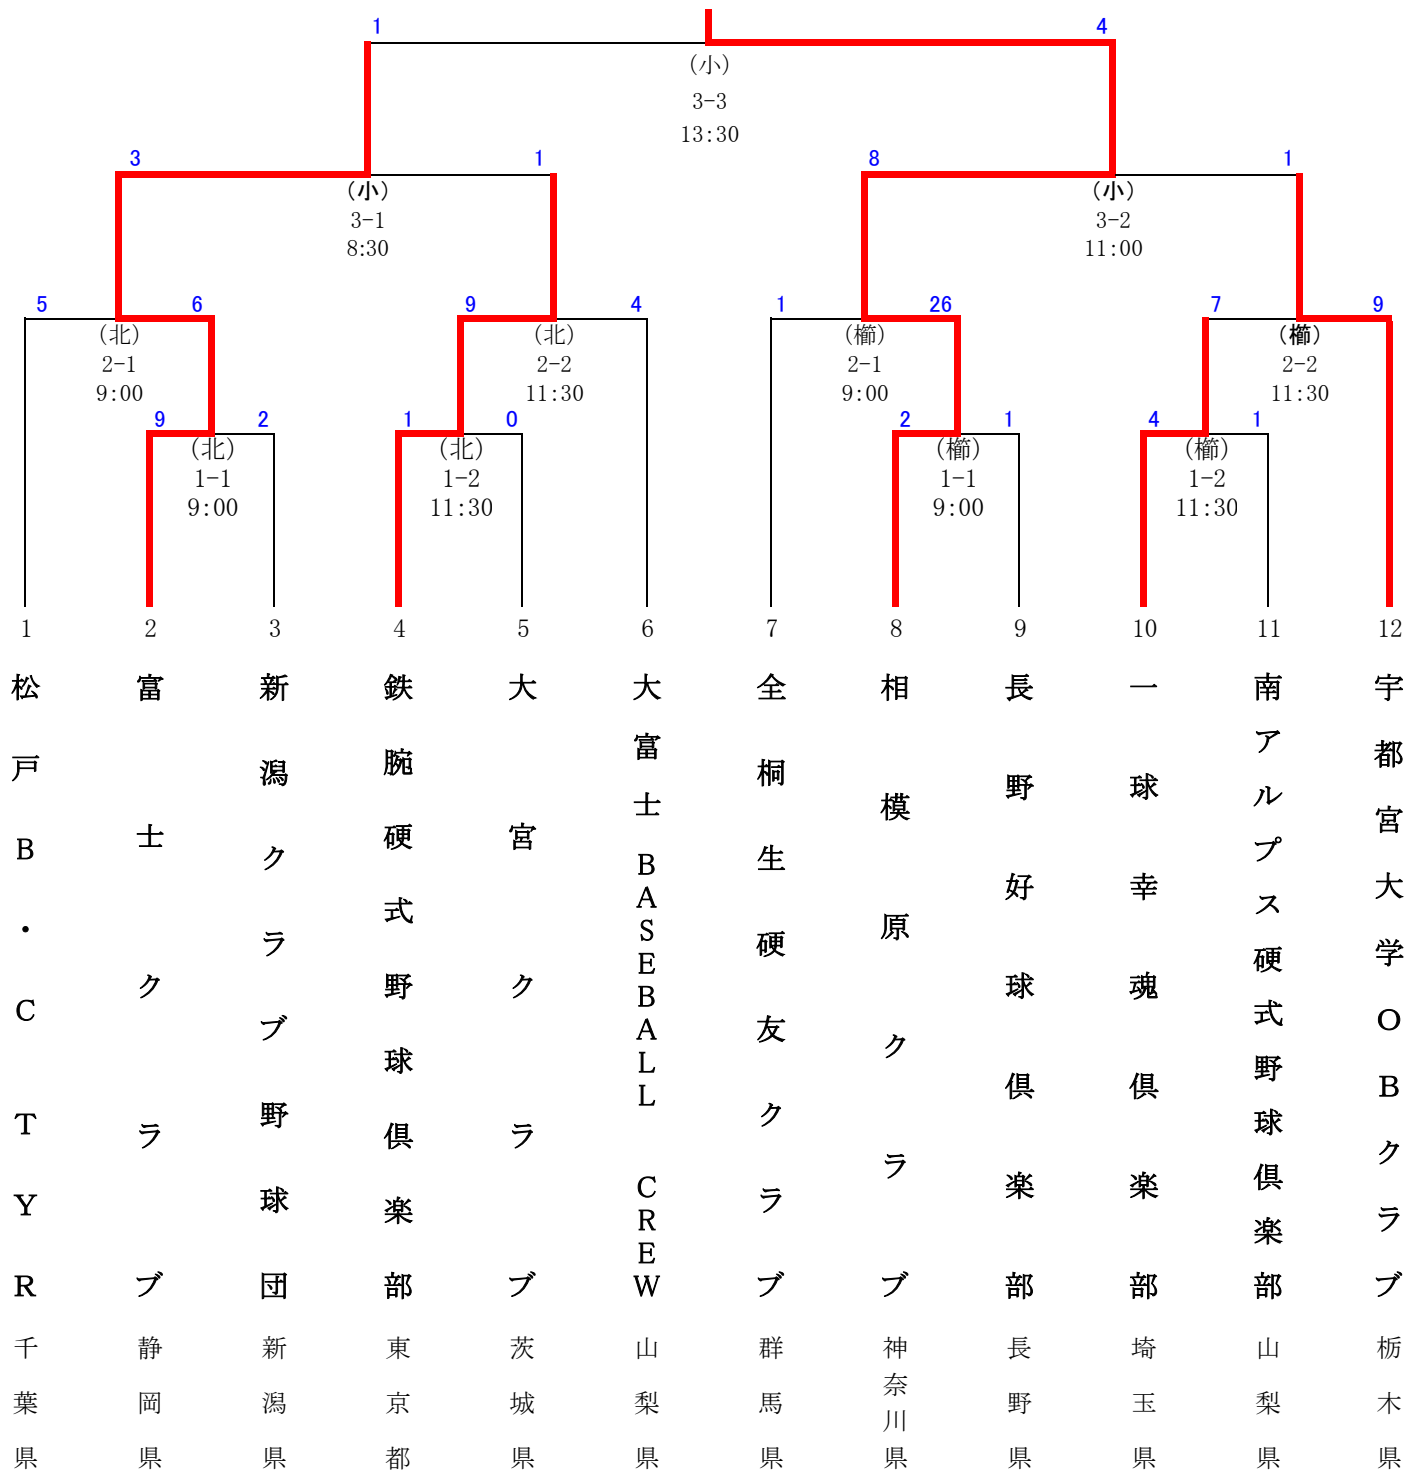 1 4
(小)
3-3
13:30
3 1 8 1
(小) (小)
3-1 3-2
8:30 11:00
5 6 9 4 1 26 7 9
(北) (北) (櫛) (櫛)
2-1 2-2 2-1 2-2
9:00 11:30 9:00 11:30
9 2 1 0 2 1 4 1
(北) (北) (櫛) (櫛)
1-1 1-2 1-1 1-2
9:00 11:30 9:00 11:30
1 2 3 4 5 6 7 8 9 10 11 12
松戸B・C TYR
富士クラブ
新潟クラブ野球団
鉄腕硬式野球倶楽部
大宮クラブ
大富士BASEBALL CREW
全桐生硬友クラブ
相模原クラブ
長野好球倶楽部
一球幸魂倶楽部
南アルプス硬式野球倶楽部
宇都宮大学OBクラブ
千葉県
静岡県
新潟県
東京都
茨城県
山梨県
群馬県
神奈川県
長野県
埼玉県
山梨県
栃木県